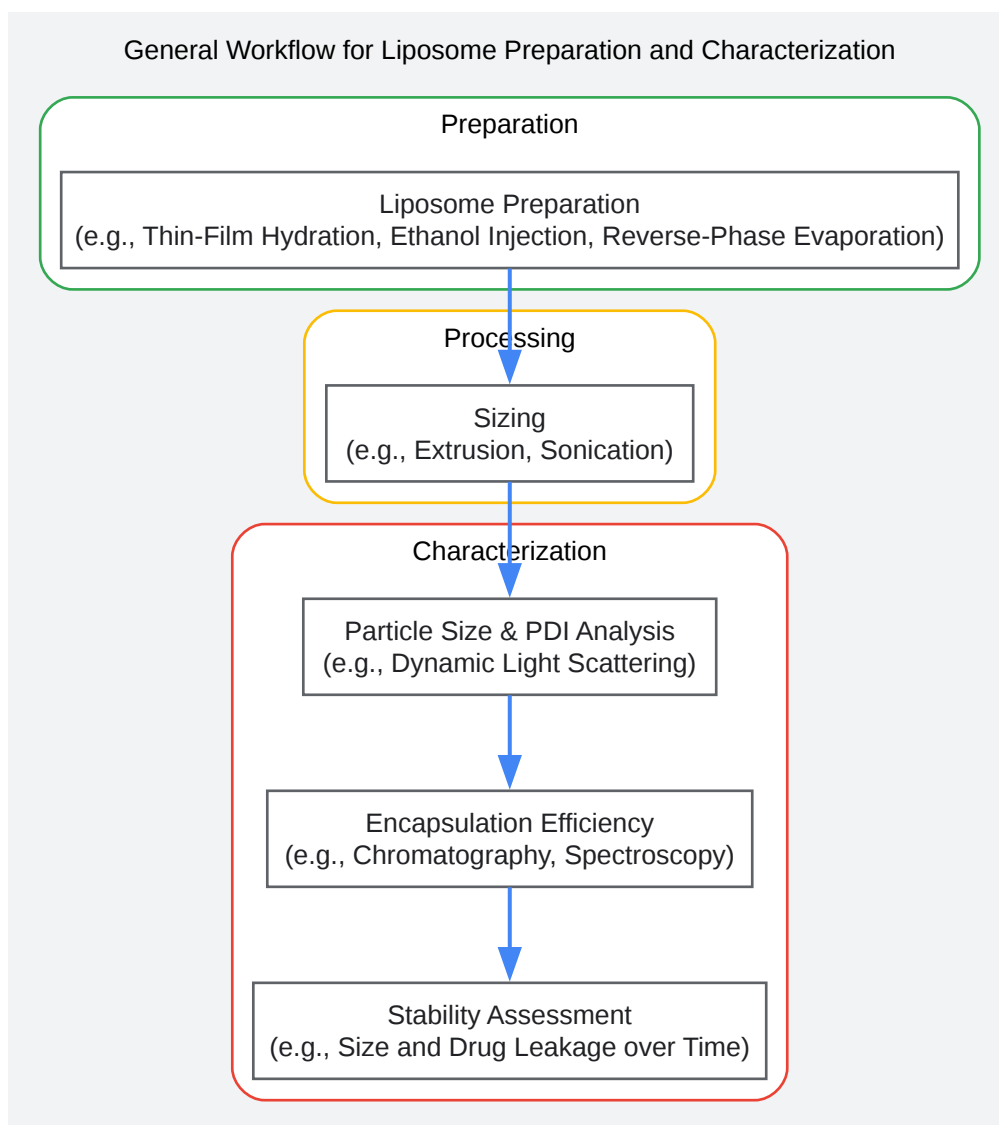 General Workflow for Liposome Preparation and Characterization
Preparation
Liposome Preparation
(e.g., Thin-Film Hydration, Ethanol Injection, Reverse-Phase Evaporation)
Processing
Sizing
(e.g., Extrusion, Sonication)
Characterization
Particle Size & PDI Analysis
(e.g., Dynamic Light Scattering)
Encapsulation Efficiency
(e.g., Chromatography, Spectroscopy)
Stability Assessment
(e.g., Size and Drug Leakage over Time)